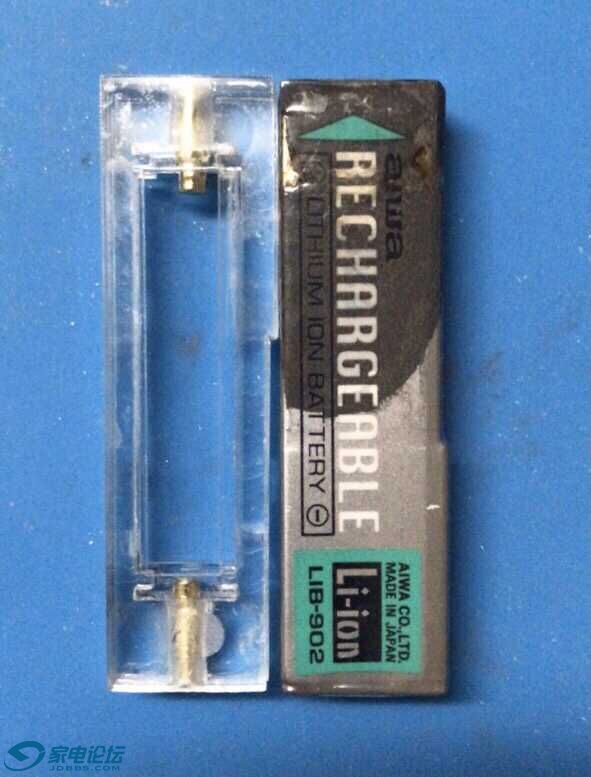 aiwa
RECHARGEABLE
⊕ LITHIUM ION BATTERY ⊖
AIWA CO.,LTD.
MADE IN JAPAN
Li-ion
LIB-902
家电论坛
JDBBS.COM